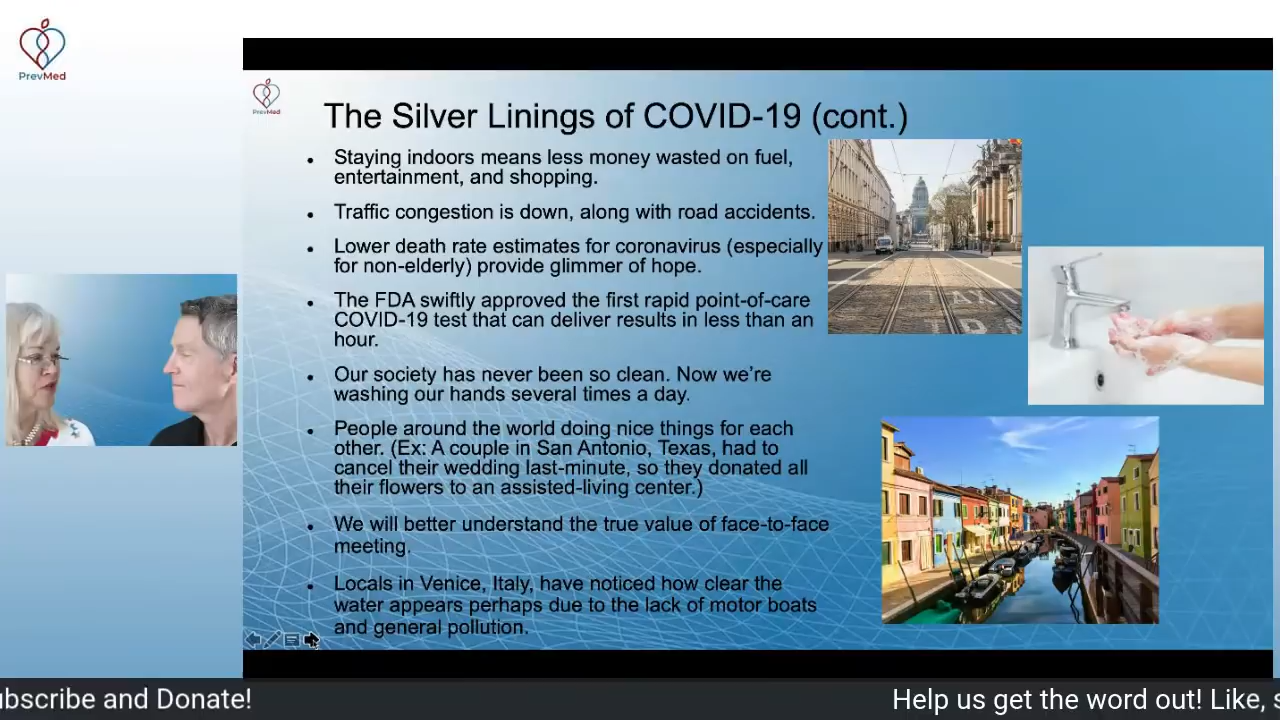 PrevMed
PrevMed
The Silver Linings of COVID-19 (cont.)
• Staying indoors means less money wasted on fuel,
entertainment, and shopping.
• Traffic congestion is down, along with road accidents.
• Lower death rate estimates for coronavirus (especially
for non-elderly) provide glimmer of hope.
• The FDA swiftly approved the first rapid point-of-care
COVID-19 test that can deliver results in less than an
hour.
• Our society has never been so clean. Now we’re
washing our hands several times a day.
• People around the world doing nice things for each
other. (Ex: A couple in San Antonio, Texas, had to
cancel their wedding last-minute, so they donated all
their flowers to an assisted-living center.)
• We will better understand the true value of face-to-face
meeting.
• Locals in Venice, Italy, have noticed how clear the
water appears perhaps due to the lack of motor boats
and general pollution.
ubscribe and Donate!
Help us get the word out! Like, s